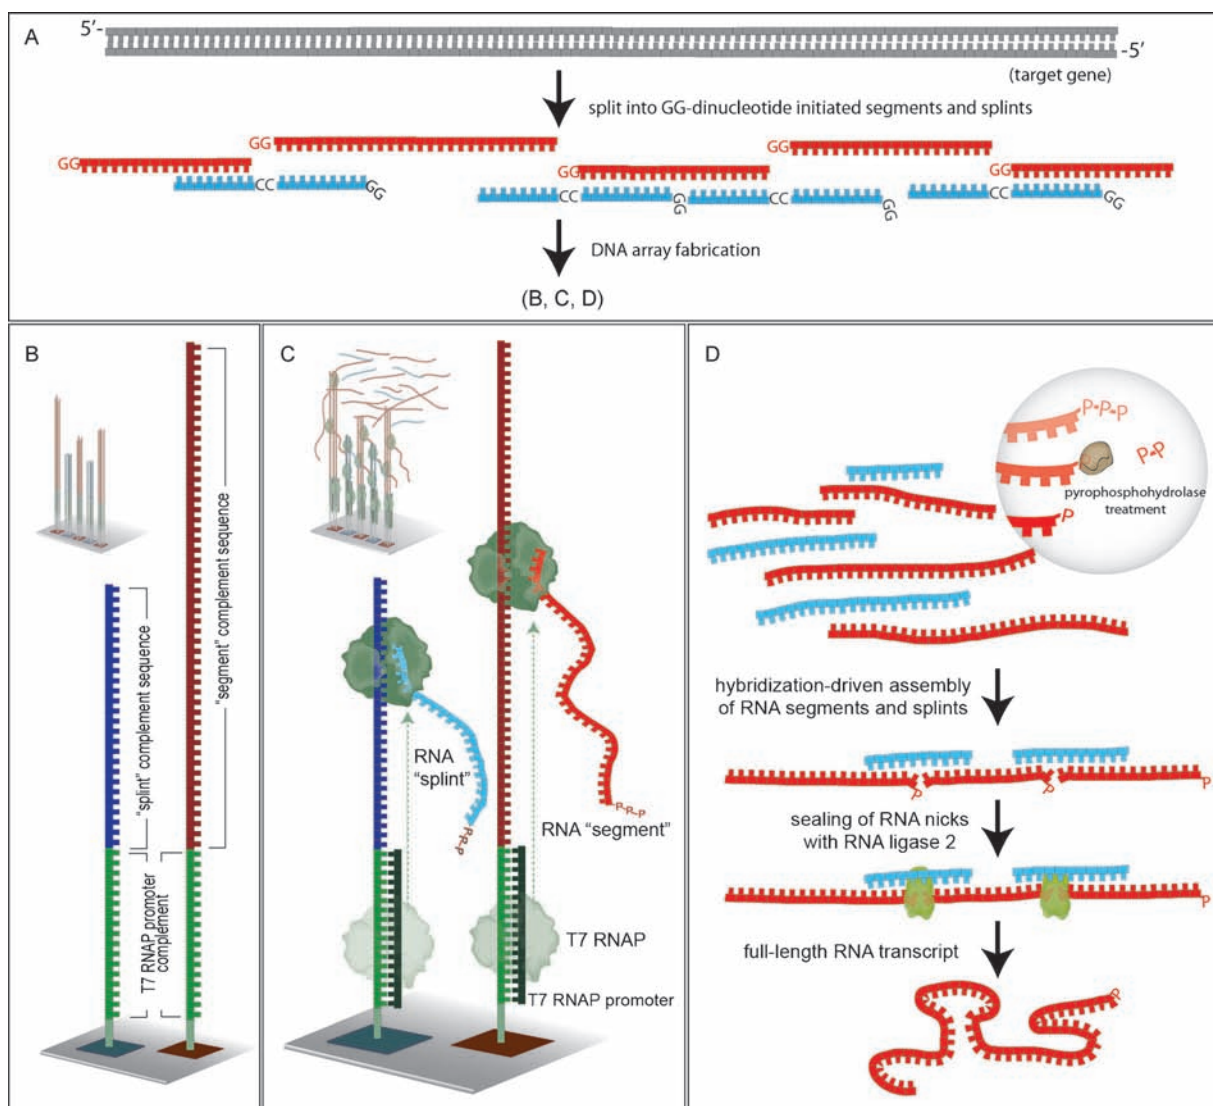 A
5'-
-5'
(target gene)
split into GG-dinucleotide initiated segments and splints
GG
GG
GG
GG
GG
CC
GG
CC
GG
CC
GG
CC
GG
DNA array fabrication
(B, C, D)
B
"splint" complement sequence
"segment" complement sequence
T7 RNAP promoter
complement
C
RNA
"splint"
P-P-P
RNA "segment"
P-P-P
T7 RNAP
T7 RNAP promoter
D
P-P-P
P-P
pyrophosphohydrolase
treatment
P
hybridization-driven assembly
of RNA segments and splints
P
P
P
sealing of RNA nicks
with RNA ligase 2
P
full-length RNA transcript
P